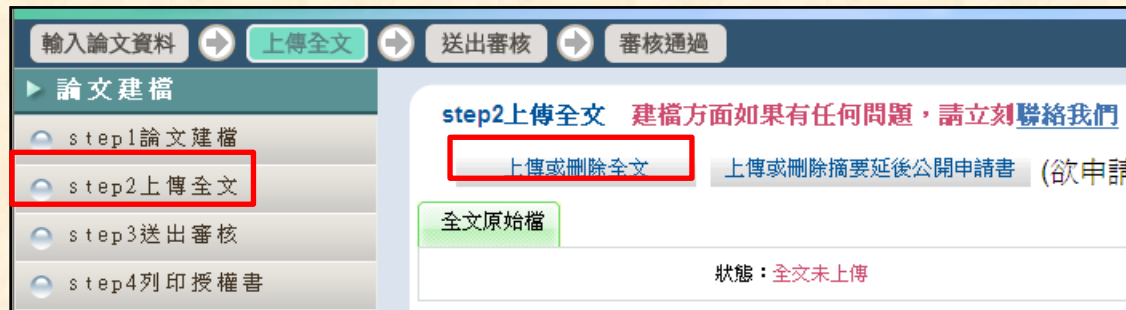 輸入論文資料 上傳全文 送出審核 審核通過
論文建檔
step1論文建檔
step2上傳全文
step3送出審核
step4列印授權書
step2上傳全文 建檔方面如果有任何問題，請立刻聯絡我們
上傳或刪除全文 上傳或刪除摘要延後公開申請書 (欲申請
全文原始檔
狀態：全文未上傳